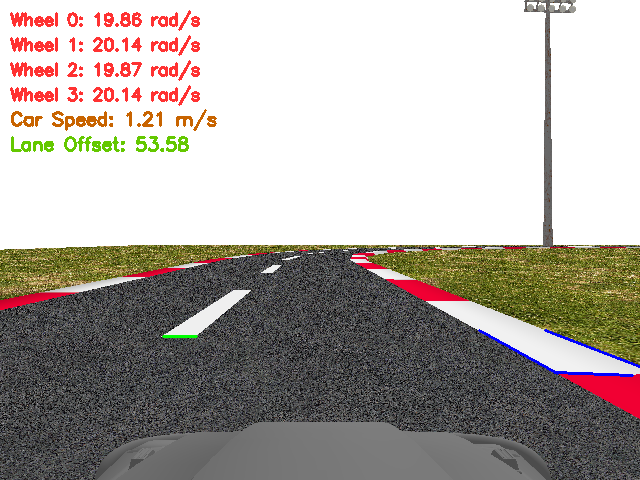 Wheel 0: 19.86 rad/s
Wheel 1: 20.14 rad/s
Wheel 2: 19.87 rad/s
Wheel 3: 20.14 rad/s
Car Speed: 1.21 m/s
Lane Offset: 53.58